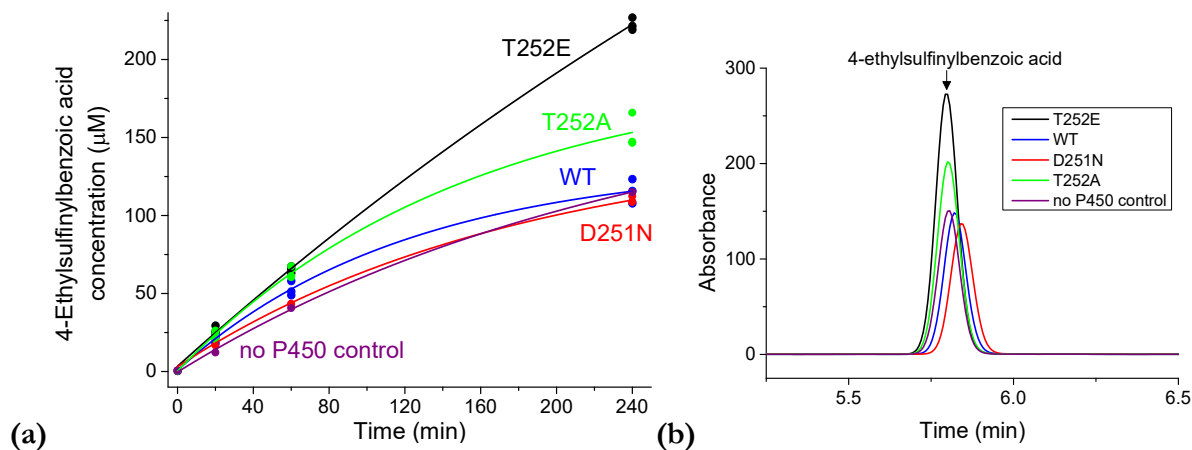 4-Ethylsulfinylbenzoic acid
concentration (µM)
200
150
100
50
0
T252E
T252A
WT
D251N
no P450 control
0 40 80 120 160 200 240
Time (min)
(a)
4-ethylsulfinylbenzoic acid
300
200
100
0
Absorbance
T252E
WT
D251N
T252A
no P450 control
5.5 6.0 6.5
Time (min)
(b)